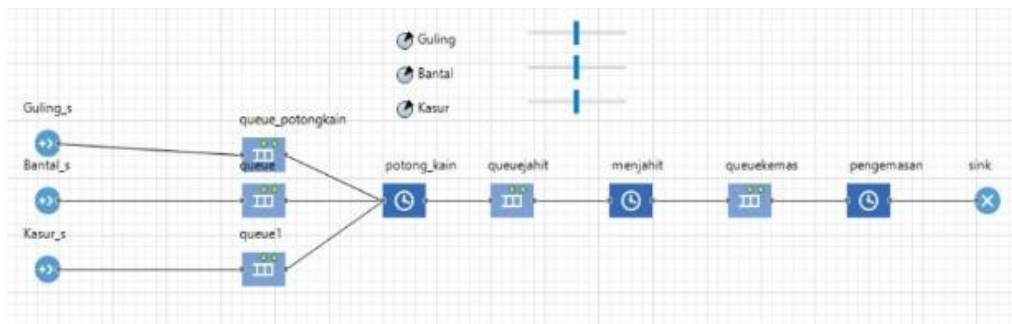 Guling
Bantal
Kasur
Guling_s
queue_potongkain
Bantal_s
queue
potong_kain
queuejahit
menjahit
queuekemas
pengemasan
sink
Kasur_s
queue1